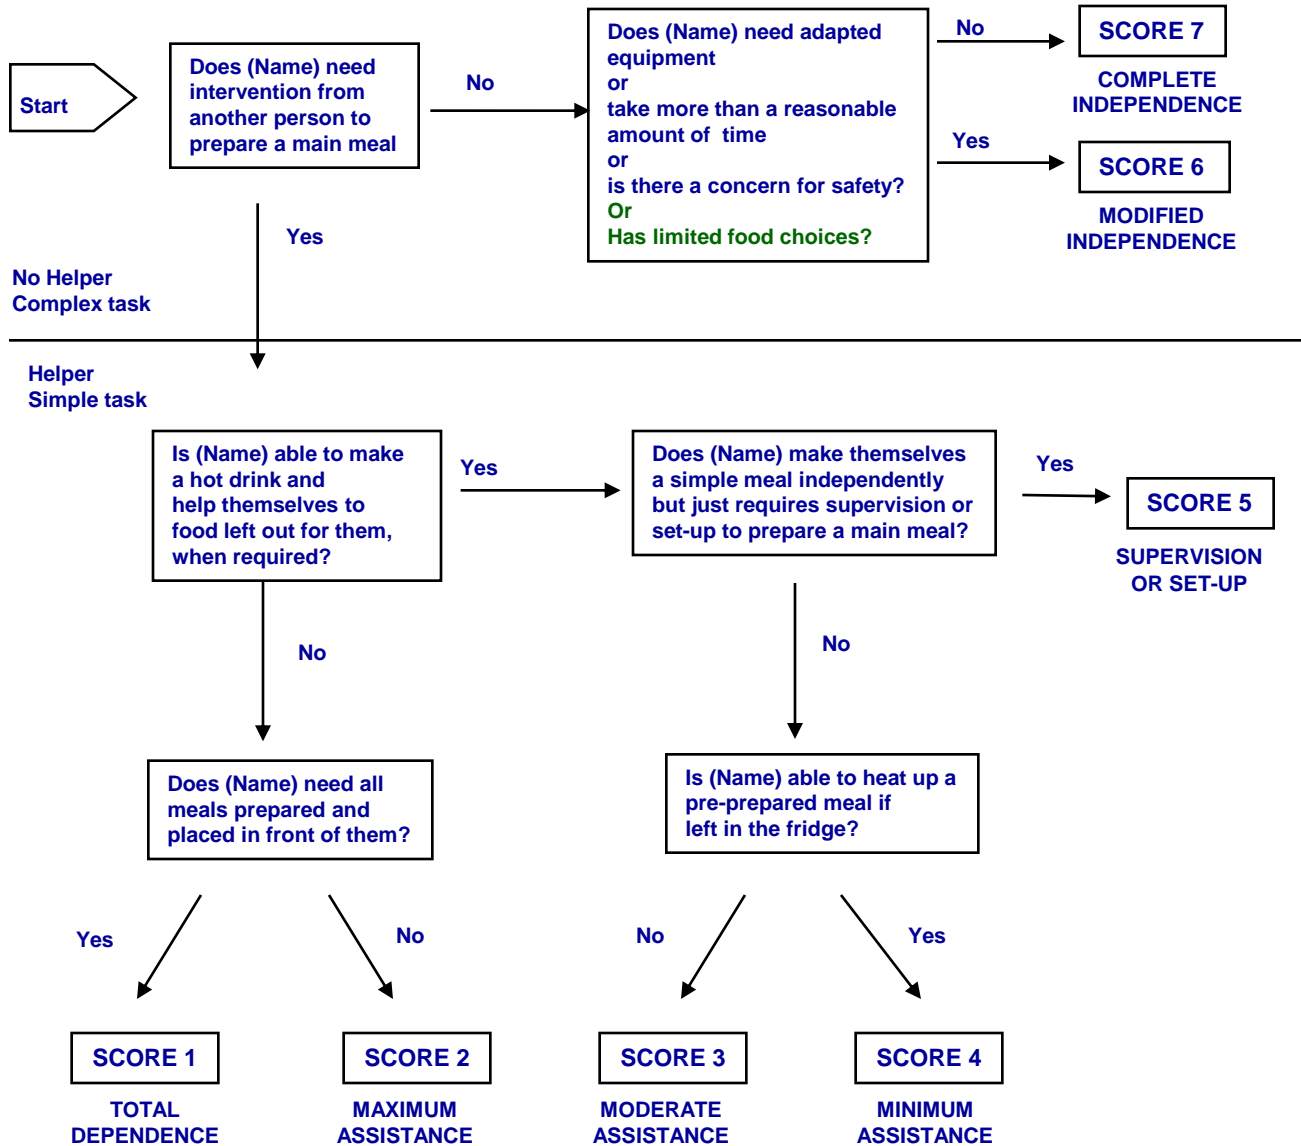 Start
Does (Name) need
intervention from
another person to
prepare a main meal
No
Does (Name) need adapted
equipment
or
take more than a reasonable
amount of  time
or
is there a concern for safety?
Or
Has limited food choices?
No
SCORE 7
COMPLETE
INDEPENDENCE
Yes
SCORE 6
MODIFIED
INDEPENDENCE
Yes
No Helper
Complex task
Helper
Simple task
Is (Name) able to make
a hot drink and
help themselves to
food left out for them,
when required?
Yes
Does (Name) make themselves
a simple meal independently
but just requires supervision or
set-up to prepare a main meal?
Yes
SCORE 5
SUPERVISION
OR SET-UP
No
No
Does (Name) need all
meals prepared and
placed in front of them?
Is (Name) able to heat up a
pre-prepared meal if
left in the fridge?
Yes
No
No
Yes
SCORE 1
TOTAL
DEPENDENCE
SCORE 2
MAXIMUM
ASSISTANCE
SCORE 3
MODERATE
ASSISTANCE
SCORE 4
MINIMUM
ASSISTANCE